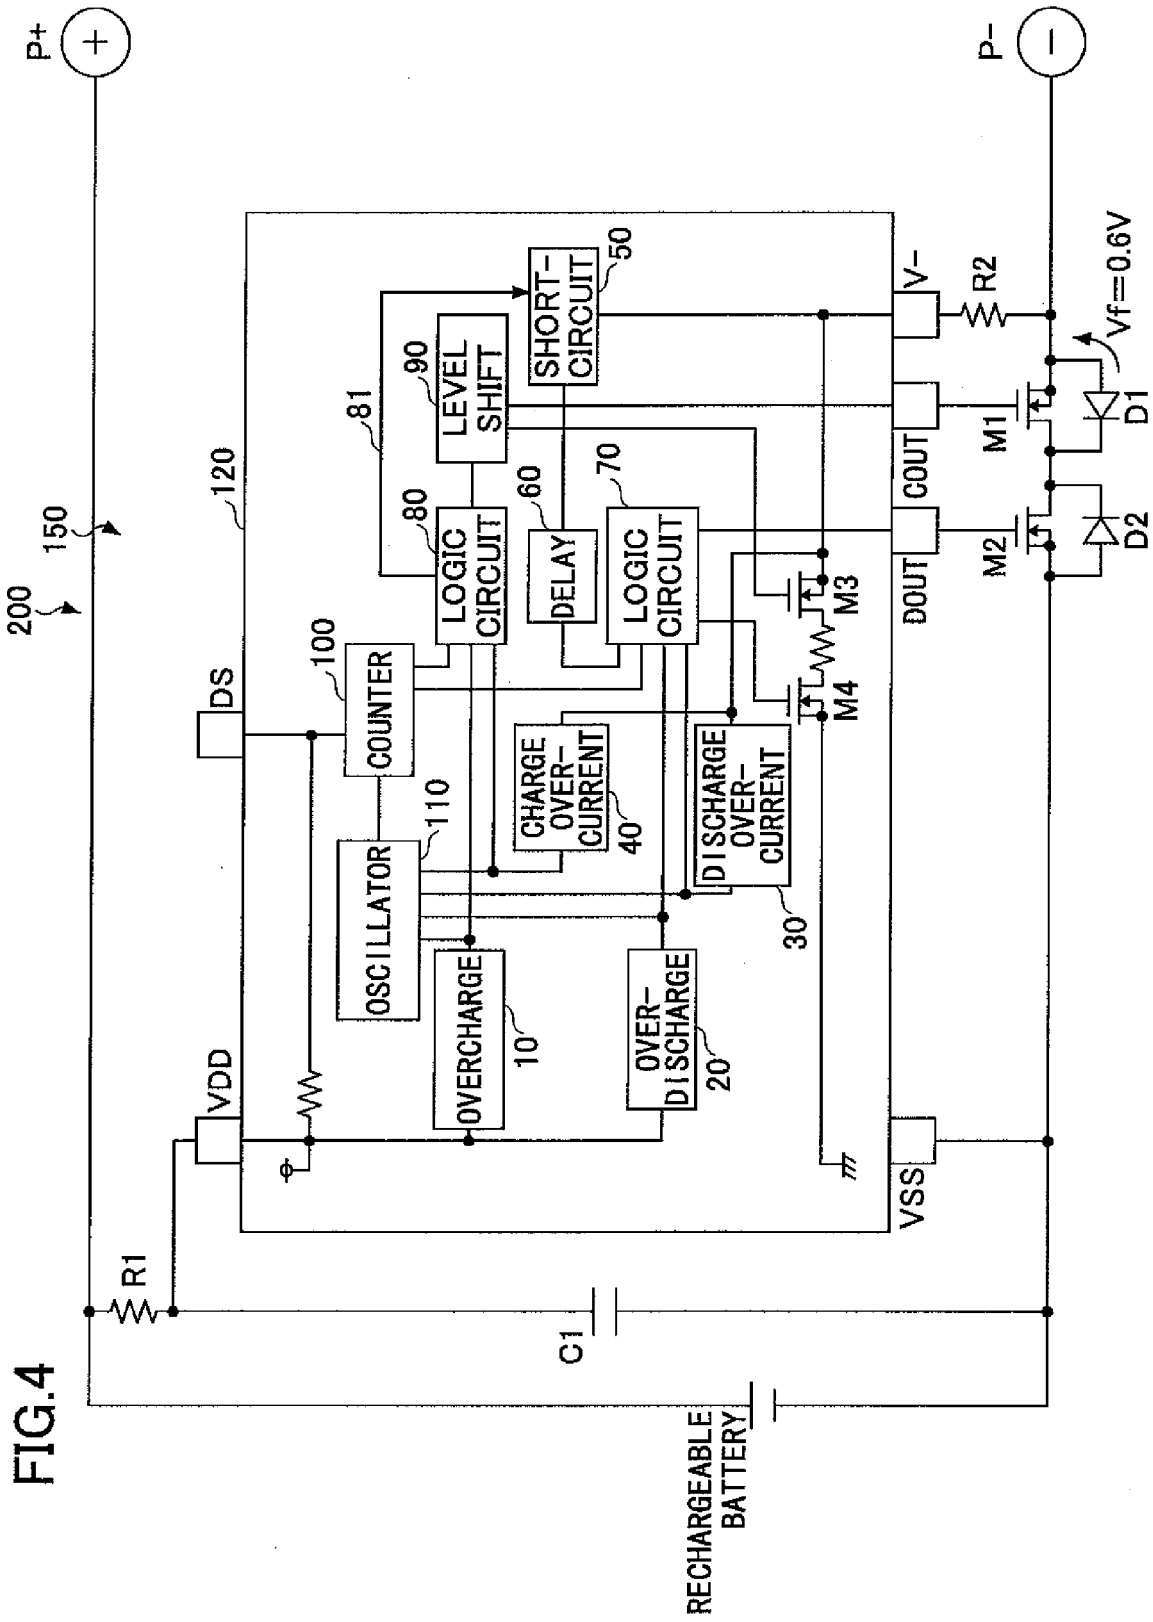 FIG.4
200
150
P+
+
R1
VDD
DS
120
100
COUNTER
81
OSCILLATOR
110
80
LOGIC
CIRCUIT
90
LEVEL
SHIFT
OVERCHARGE
10
CHARGE
OVER-
CURRENT
40
DELAY
60
SHORT-
CIRCUIT
50
C1
OVER-
DISCHARGE
20
DISCHARGE
OVER-
CURRENT
30
LOGIC
CIRCUIT
70
M4
M3
RECHARGEABLE
BATTERY
VSS
DOUT
COUT
V-
R2
M2
M1
D2
D1
Vf=0.6V
P-
-